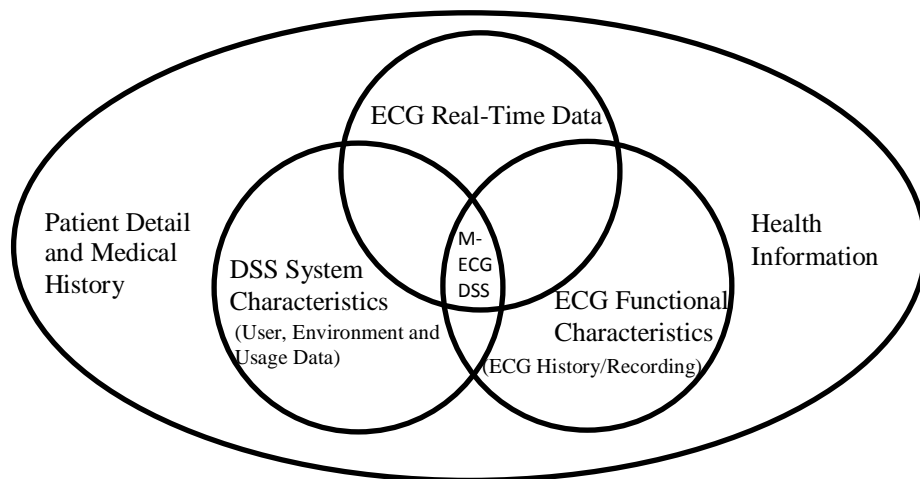 ECG Real-Time Data
Patient Detail
and Medical
History
Health
Information
M-
ECG
DSS
DSS System
Characteristics
(User, Environment and
Usage Data)
ECG Functional
Characteristics
(ECG History/Recording)